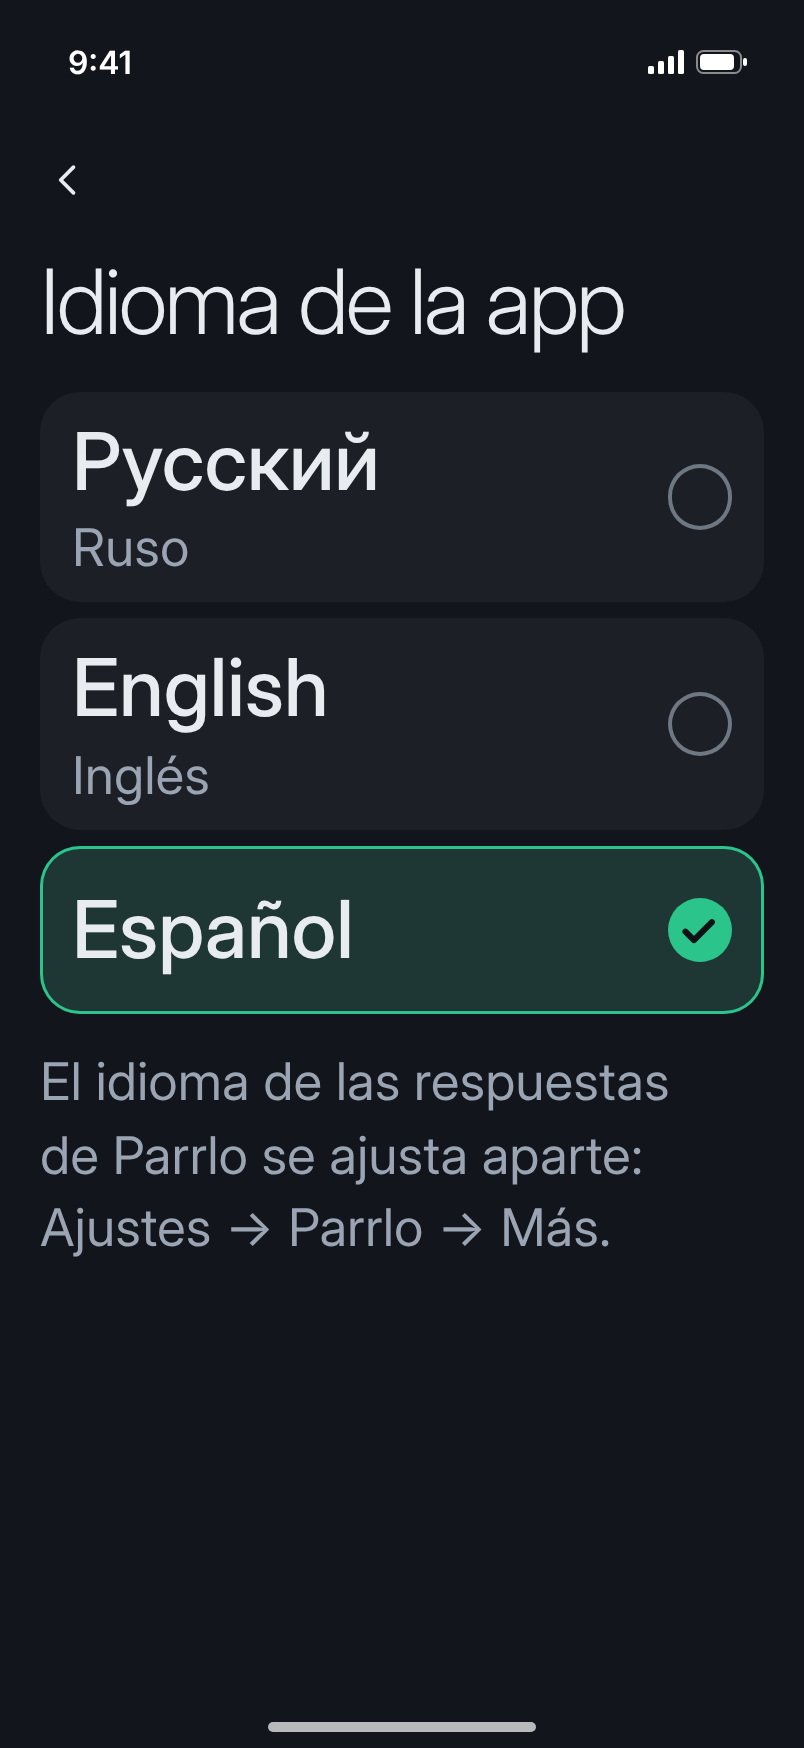 9:41
Idioma de la app
Русский
Ruso
English
Inglés
Español
El idioma de las respuestas
de Parrlo se ajusta aparte:
Ajustes → Parrlo → Más.